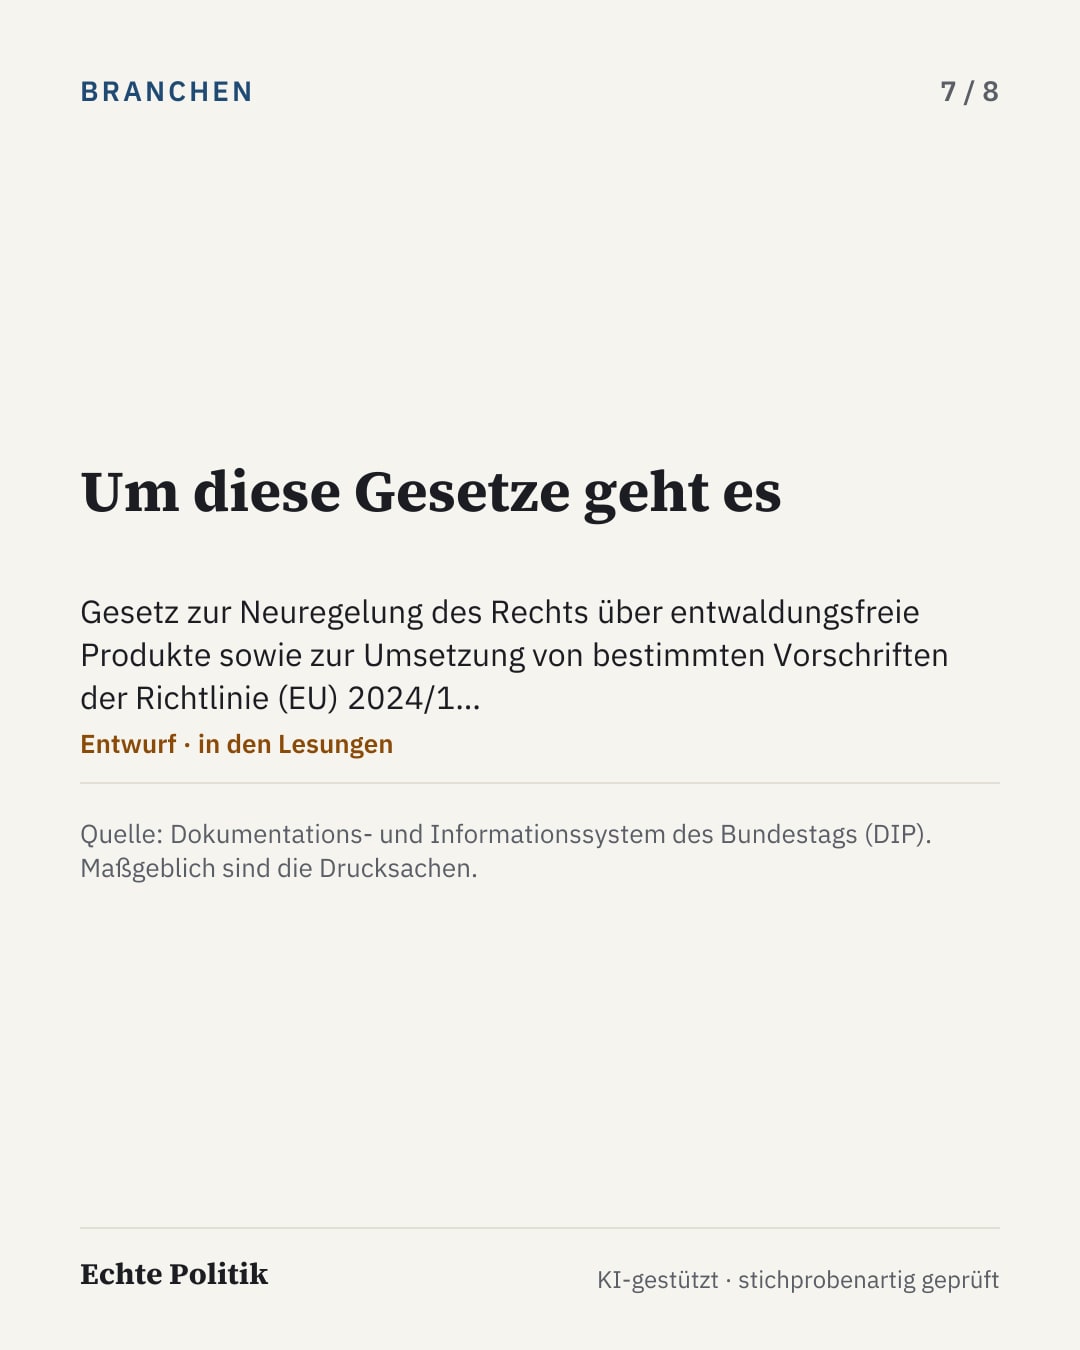 BRANCHEN
7 / 8
Um diese Gesetze geht es
Gesetz zur Neuregelung des Rechts über entwaldungsfreie
Produkte sowie zur Umsetzung von bestimmten Vorschriften
der Richtlinie (EU) 2024/1…
Entwurf · in den Lesungen
Quelle: Dokumentations- und Informationssystem des Bundestags (DIP).
Maßgeblich sind die Drucksachen.
Echte Politik
KI-gestützt · stichprobenartig geprüft